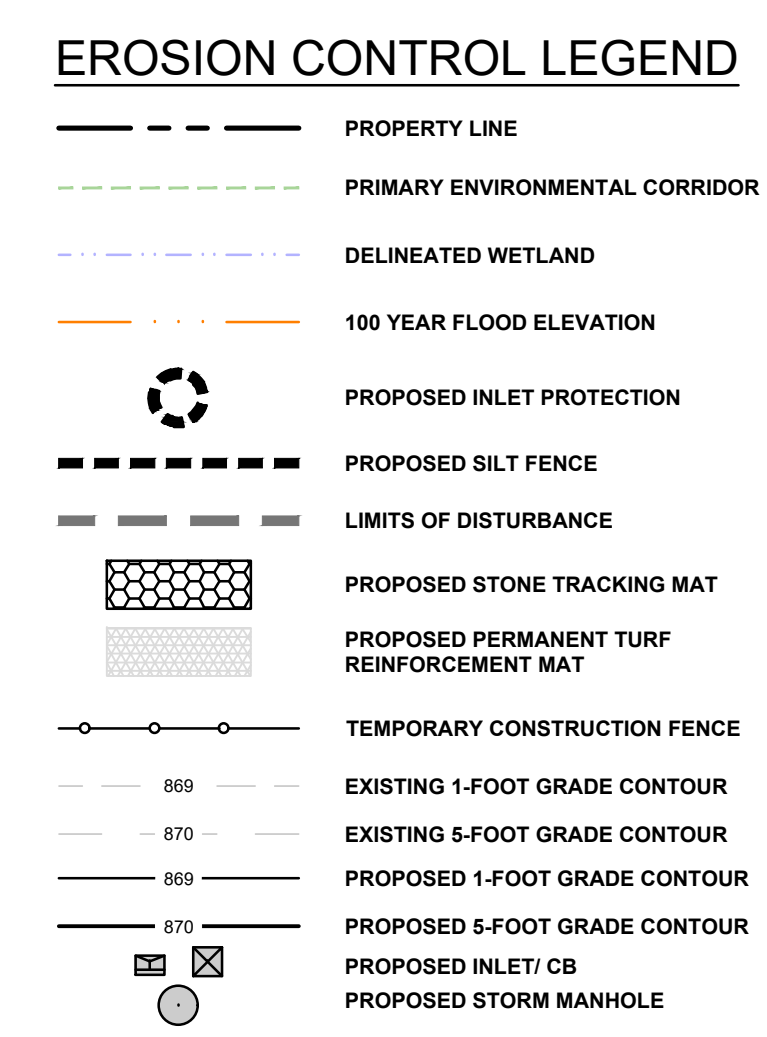 EROSION CONTROL LEGEND
PROPERTY LINE
PRIMARY ENVIRONMENTAL CORRIDOR
DELINEATED WETLAND
100 YEAR FLOOD ELEVATION
PROPOSED INLET PROTECTION
PROPOSED SILT FENCE
LIMITS OF DISTURBANCE
PROPOSED STONE TRACKING MAT
PROPOSED PERMANENT TURF
REINFORCEMENT MAT
TEMPORARY CONSTRUCTION FENCE
869 EXISTING 1-FOOT GRADE CONTOUR
870 EXISTING 5-FOOT GRADE CONTOUR
869 PROPOSED 1-FOOT GRADE CONTOUR
870 PROPOSED 5-FOOT GRADE CONTOUR
PROPOSED INLET/ CB
PROPOSED STORM MANHOLE